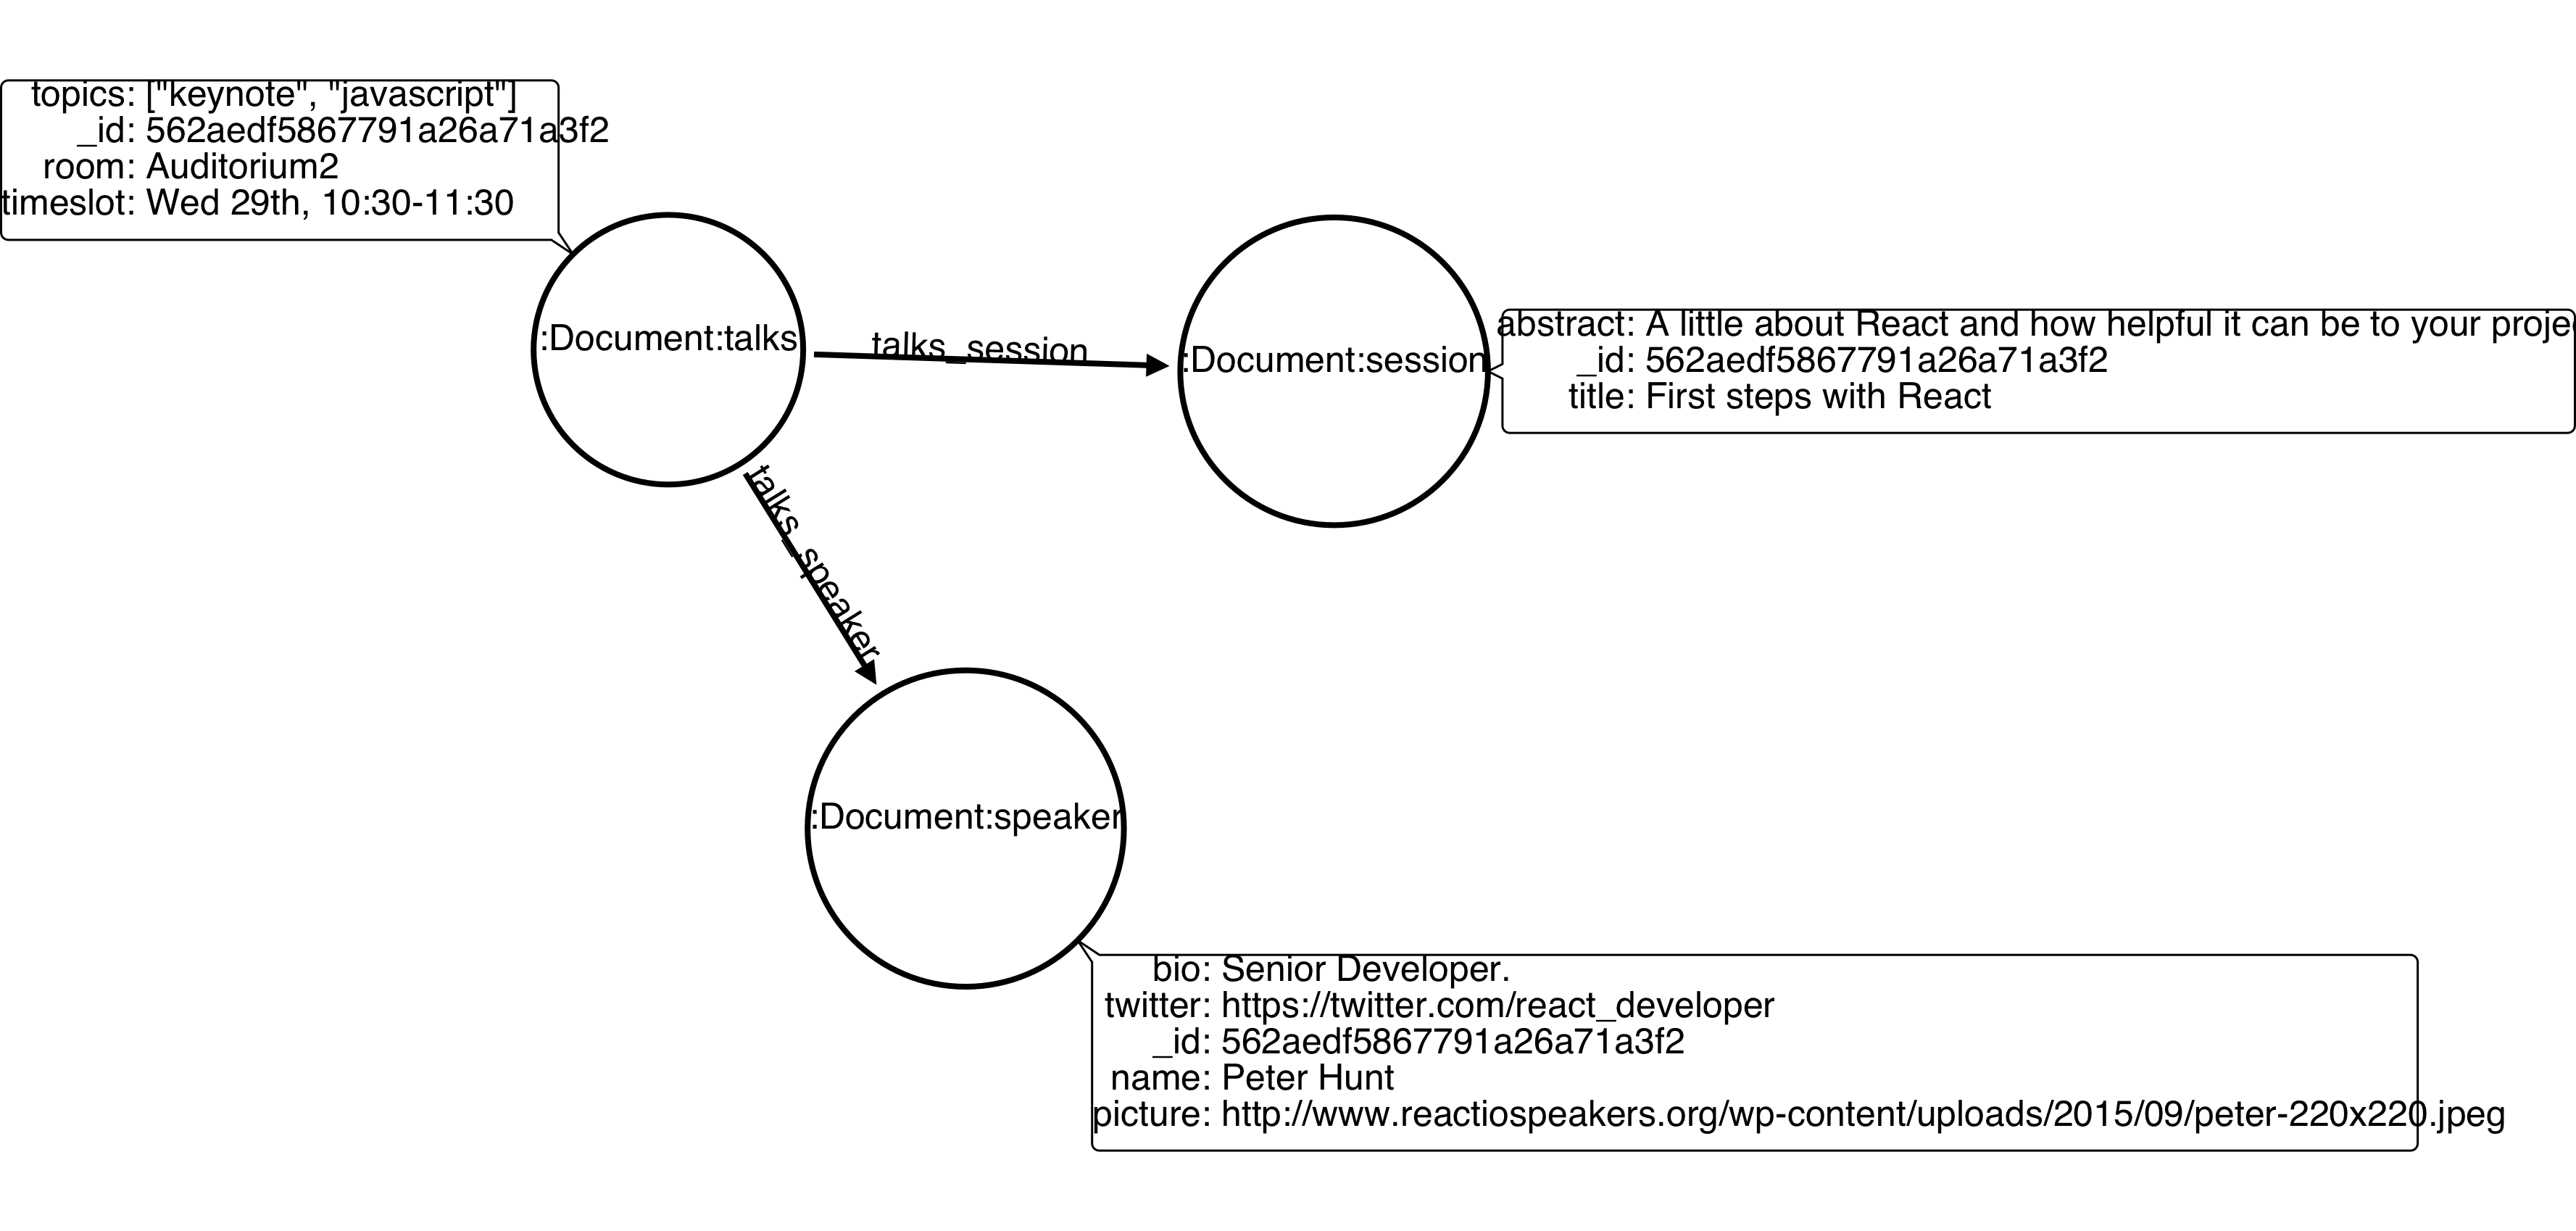 topics: ["keynote", "javascript"]
_id: 562aedf5867791a26a71a3f2
room: Auditorium2
timeslot: Wed 29th, 10:30-11:30
:Document:talks
talks_session
:Document:session
abstract: A little about React and how helpful it can be to your
_id: 562aedf5867791a26a71a3f2
title: First steps with React
talks_speaker
:Document:speaker
bio: Senior Developer.
twitter: https://twitter.com/react_developer
_id: 562aedf5867791a26a71a3f2
name: Peter Hunt
picture: http://www.reactiospeakers.org/wp-content/uploads/2015/09/peter-220x220.jpeg